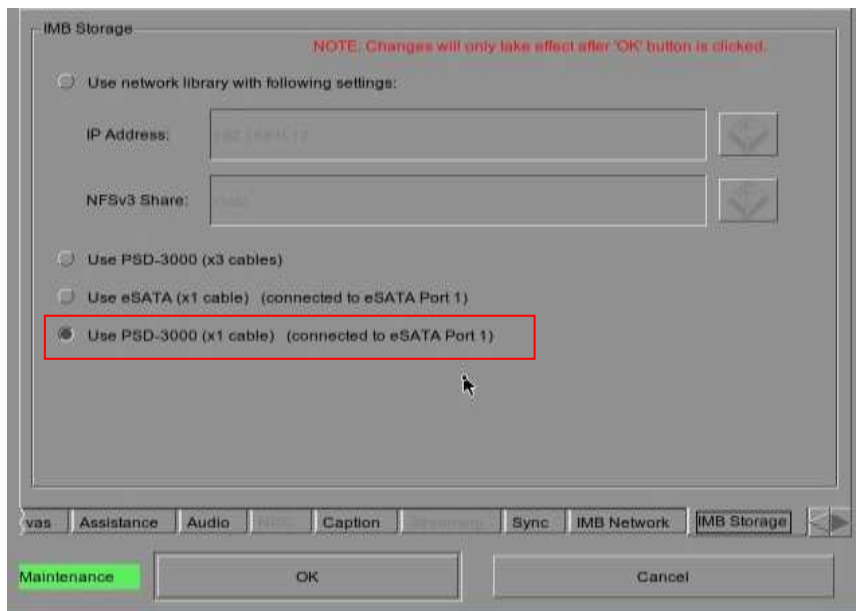 IMB Storage
NOTE: Changes will only take effect after 'OK' button is clicked.
Use network library with following settings:
IP Address:
NFSv3 Share:
Use PSD-3000 (x3 cables)
Use eSATA (x1 cable) (connected to eSATA Port 1)
Use PSD-3000 (x1 cable) (connected to eSATA Port 1)
vas Assistance Audio Caption Sync IMB Network IMB Storage
Maintenance OK Cancel